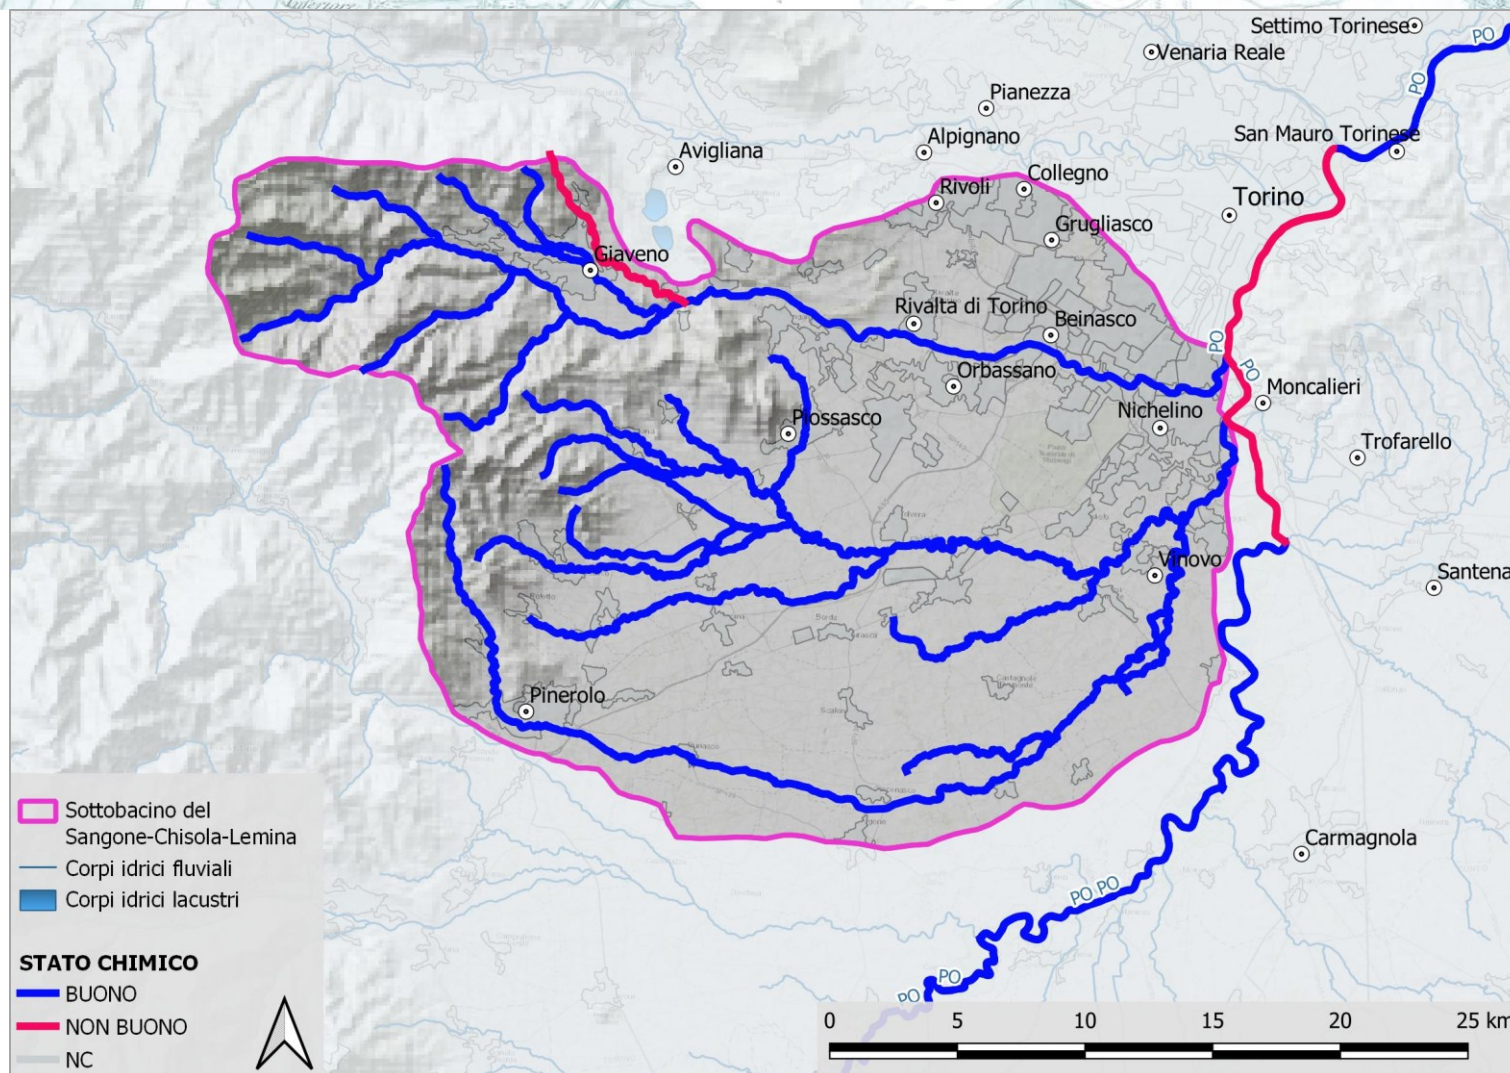 Settimo Torinese
PO
Venaria Reale
PO
Pianezza
San Mauro Torinese
Alpignano
Avigliana
Collegno
Rivoli
Torino
Grugliasco
Giaveno
Rivalta di Torino
Beinasco
PO
PO
Orbassano
Moncalieri
Nichelino
Piossasco
Trofarello
Vinovo
Santena
Pinerolo
Carmagnola
PO PO
PO
PO
Sottobacino del
Sangone-Chisola-Lemina
Corpi idrici fluviali
Corpi idrici lacustri
STATO CHIMICO
BUONO
NON BUONO
NC
0 5 10 15 20 25 km